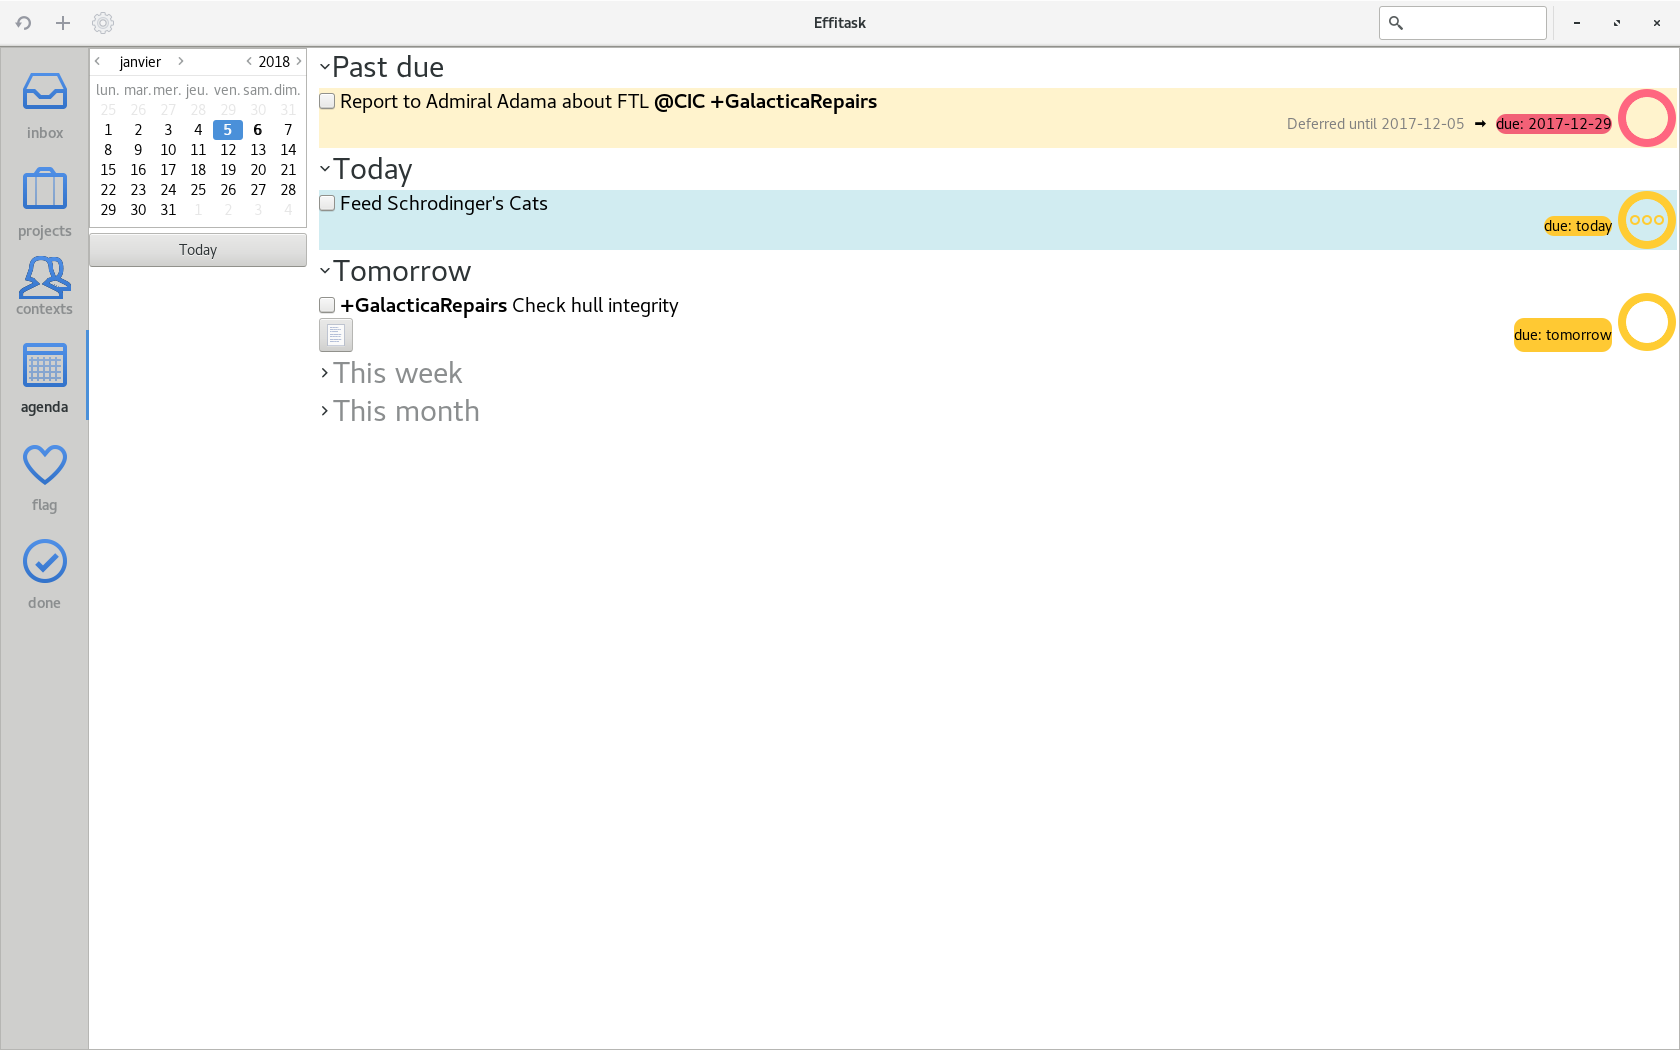 Effitask
inbox
projects
contexts
agenda
flag
done
janvier 2018
lun. mar. mer. jeu. ven. sam. dim.
25 26 27 28 29 30 31
1 2 3 4 5 6 7
8 9 10 11 12 13 14
15 16 17 18 19 20 21
22 23 24 25 26 27 28
29 30 31 1 2 3 4
Today
Past due
Report to Admiral Adama about FTL @CIC +GalacticaRepairs
Deferred until 2017-12-05 ➡ due: 2017-12-29
Today
Feed Schrodinger's Cats
due: today
Tomorrow
+GalacticaRepairs Check hull integrity
due: tomorrow
This week
This month